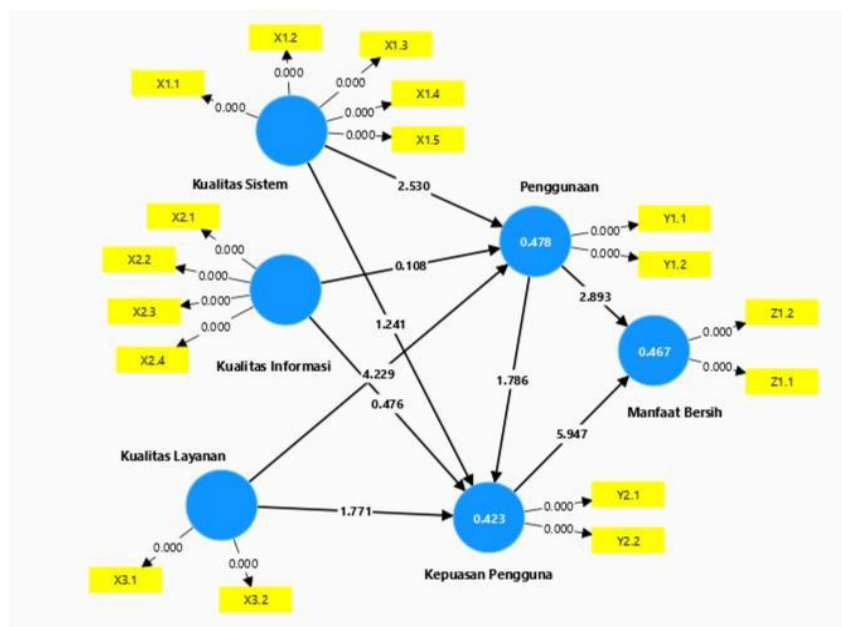 X1.2
X1.3
X1.1
0.000
0.000
0.000
X1.4
0.000
0.000
X1.5
Kualitas Sistem
2.530
Penggunaan
X2.1
0.000
Y1.1
0.000
0.478
0.000
Y1.2
X2.2
0.000
0.108
X2.3
0.000
0.000
X2.4
1.241
2.893
Z1.2
0.000
0.467
0.000
Z1.1
Kualitas Informasi
4.229
0.476
1.786
Manfaat Bersih
5.947
Kualitas Layanan
1.771
0.423
0.000
Y2.1
0.000
Y2.2
Kepuasan Pengguna
0.000
0.000
X3.1
X3.2